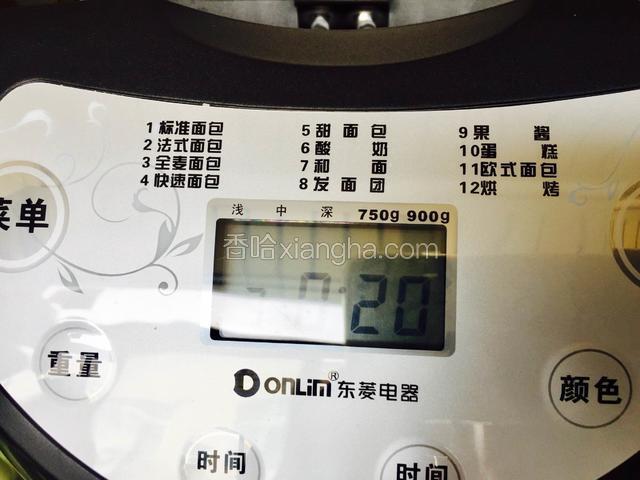 1 标准面包 5 甜面包 9 果酱
2 法式面包 6 酸奶 10 蛋糕
3 全麦面包 7 和面 11 欧式面包
4 快速面包 8 发面团 12 烘烤
菜单
浅 中 深 750g 900g
香哈xiangha.com
0:20
重量
DONLIM® 东菱电器
颜色
时间 时间